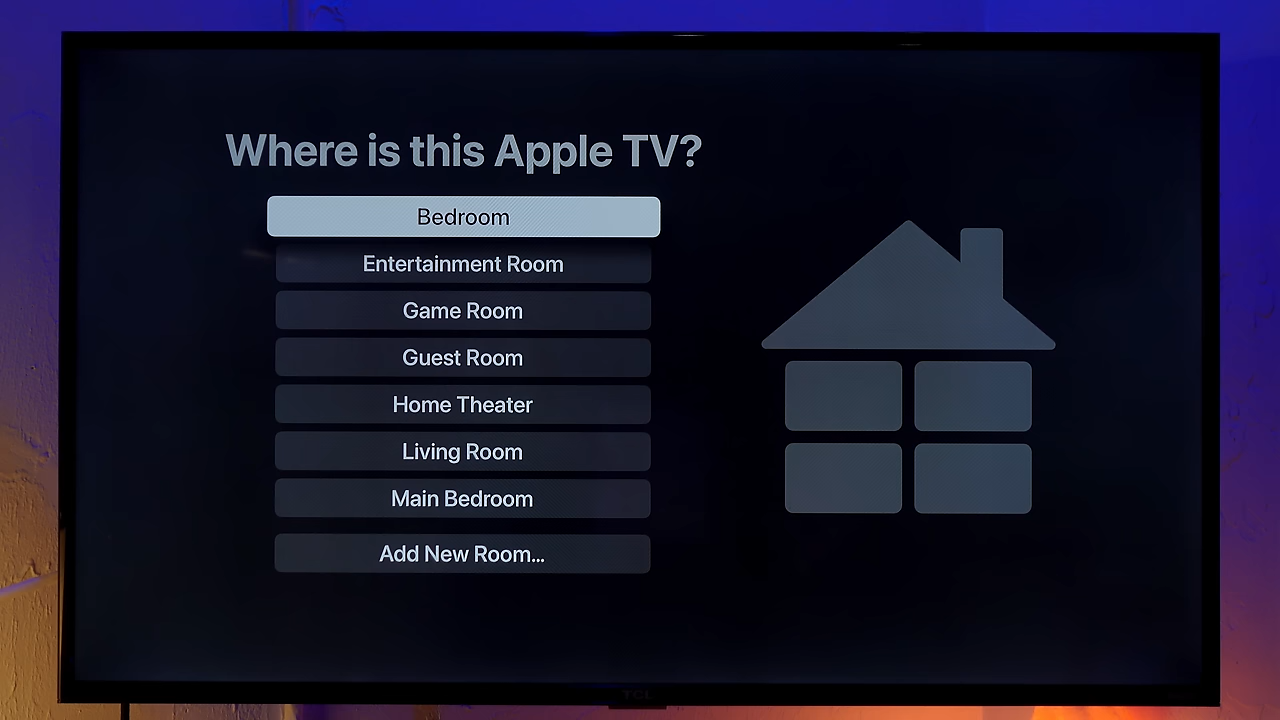 Where is this Apple TV?
Bedroom
Entertainment Room
Game Room
Guest Room
Home Theater
Living Room
Main Bedroom
Add New Room...
TCL